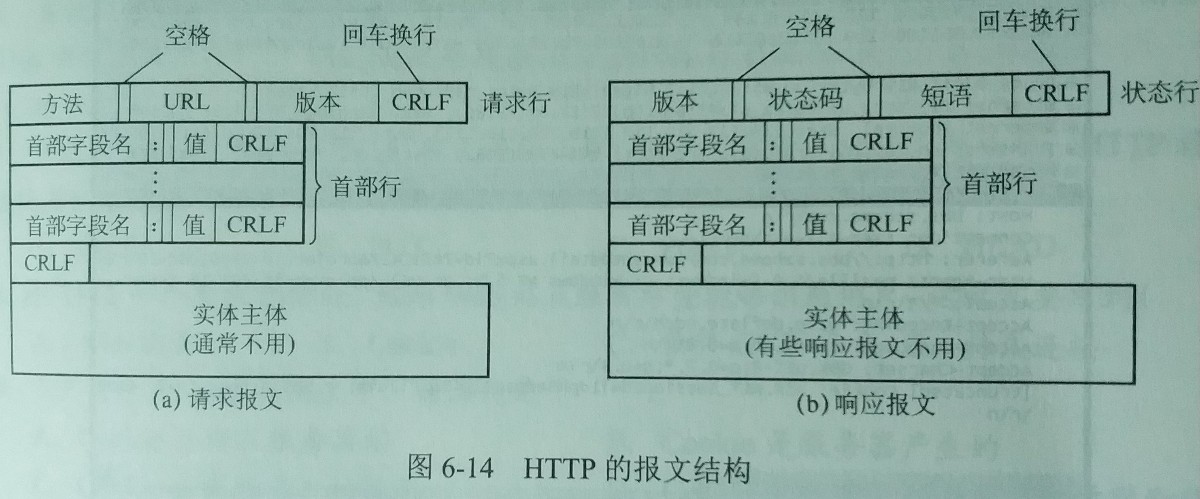 空格 回车换行
方法 URL 版本 CRLF 请求行
首部字段名 : 值 CRLF
⋮ 首部行
首部字段名 : 值 CRLF
CRLF
实体主体
(通常不用)
(a) 请求报文
空格 回车换行
版本 状态码 短语 CRLF 状态行
首部字段名 : 值 CRLF
⋮ 首部行
首部字段名 : 值 CRLF
CRLF
实体主体
(有些响应报文不用)
(b) 响应报文
图 6-14 HTTP 的报文结构